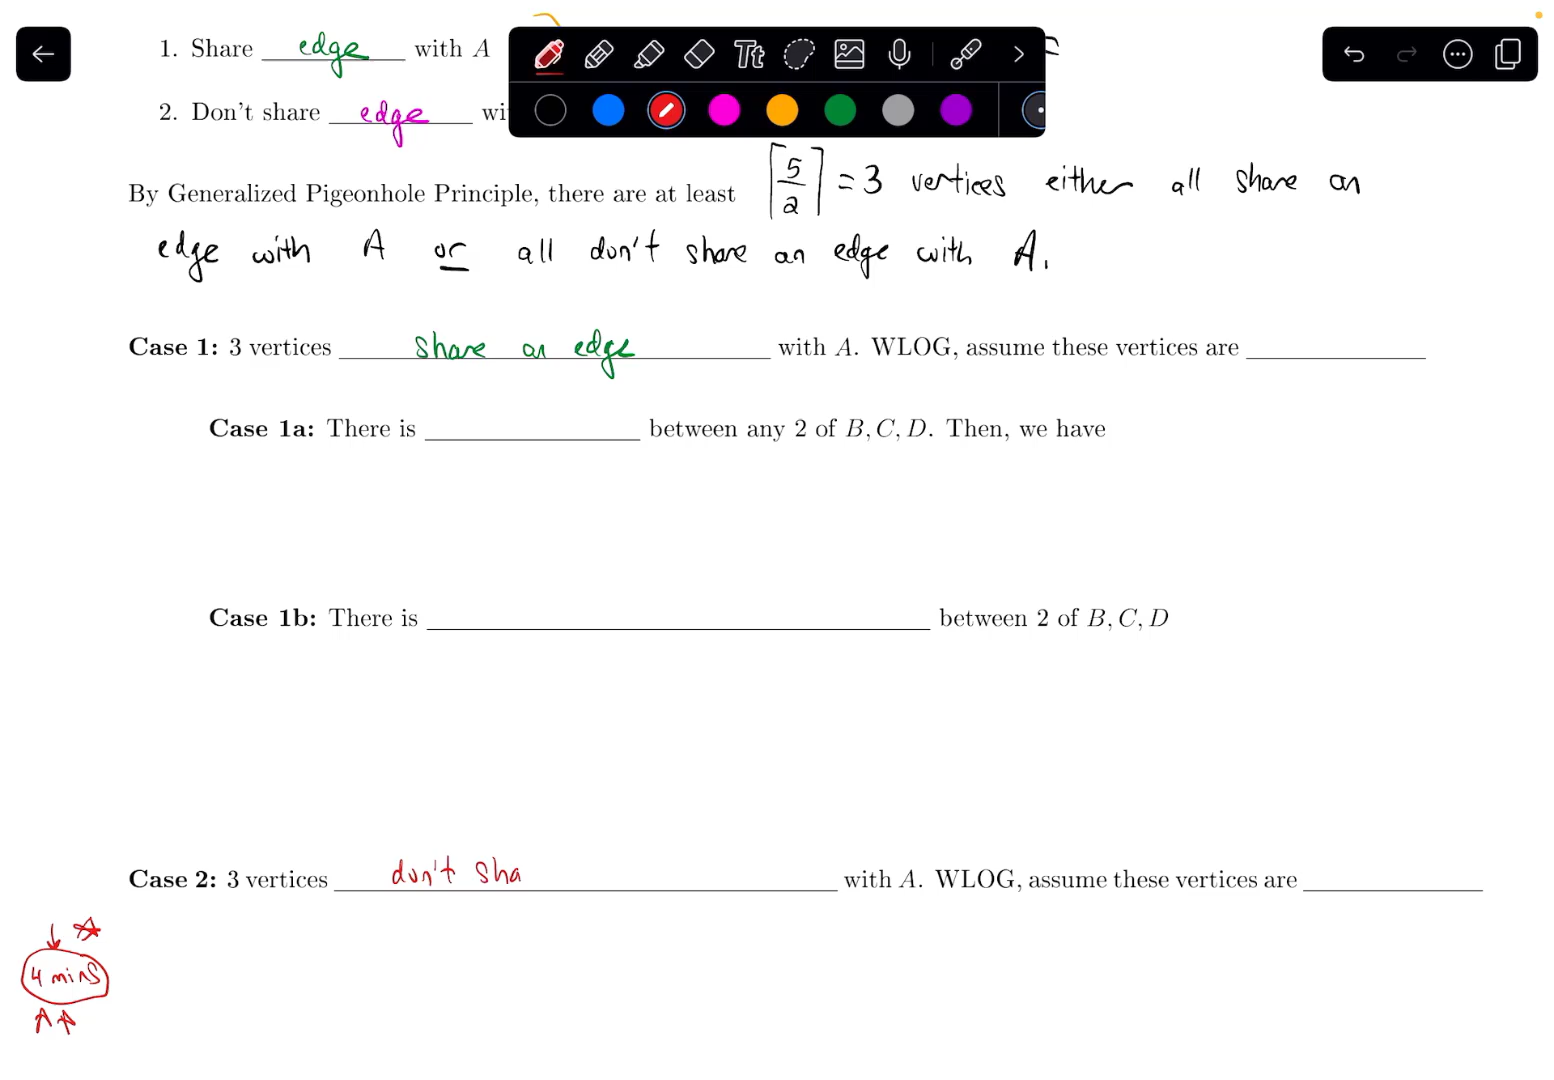 1. Share edge with A
2. Don't share edge wi
Tt
By Generalized Pigeonhole Principle, there are at least ⌈5/2⌉ = 3 vertices either all share an
edge with A or all don't share an edge with A.
Case 1: 3 vertices share an edge with A. WLOG, assume these vertices are
Case 1a: There is between any 2 of B, C, D. Then, we have
Case 1b: There is between 2 of B, C, D
Case 2: 3 vertices don't sha with A. WLOG, assume these vertices are
4 mins